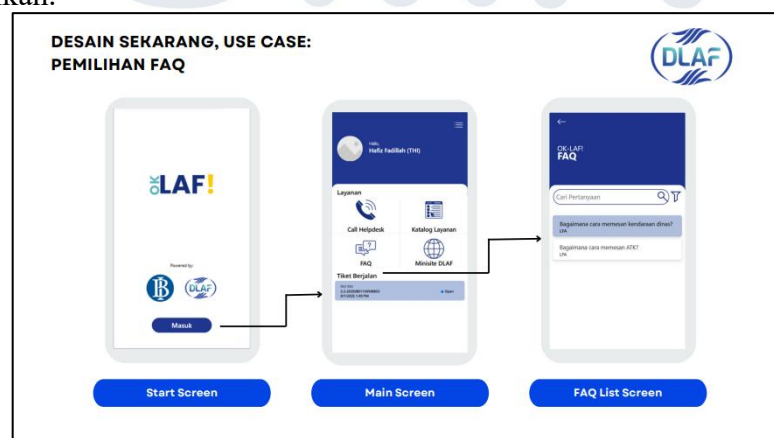 DESAIN SEKARANG, USE CASE:
PEMILIHAN FAQ
DLAF
OK LAF!
Powered by:
BI
DLAF
Masuk
Hafiz Fadillah (THI)
Layanan
Call Helpdesk
Katalog Layanan
FAQ
Minisite DLAF
Tiket Berjalan
Open
OK-LAF!
FAQ
Cari Pertanyaan
Bagaimana cara memesan kendaraan dinas?
LPA
Bagaimana cara memesan ATK?
LPA
Start Screen
Main Screen
FAQ List Screen